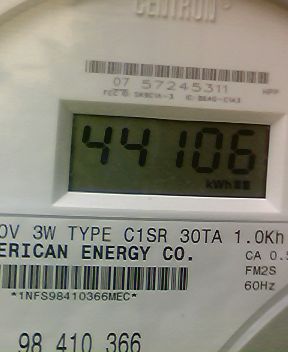 CENTRON
07 57245311
44106
kWh
0V 3W TYPE C1SR 30TA 1.0Kh
ERICAN ENERGY CO. CA 0.5
FM2S
*1NFS98410366MEC* 60Hz
98 410 366